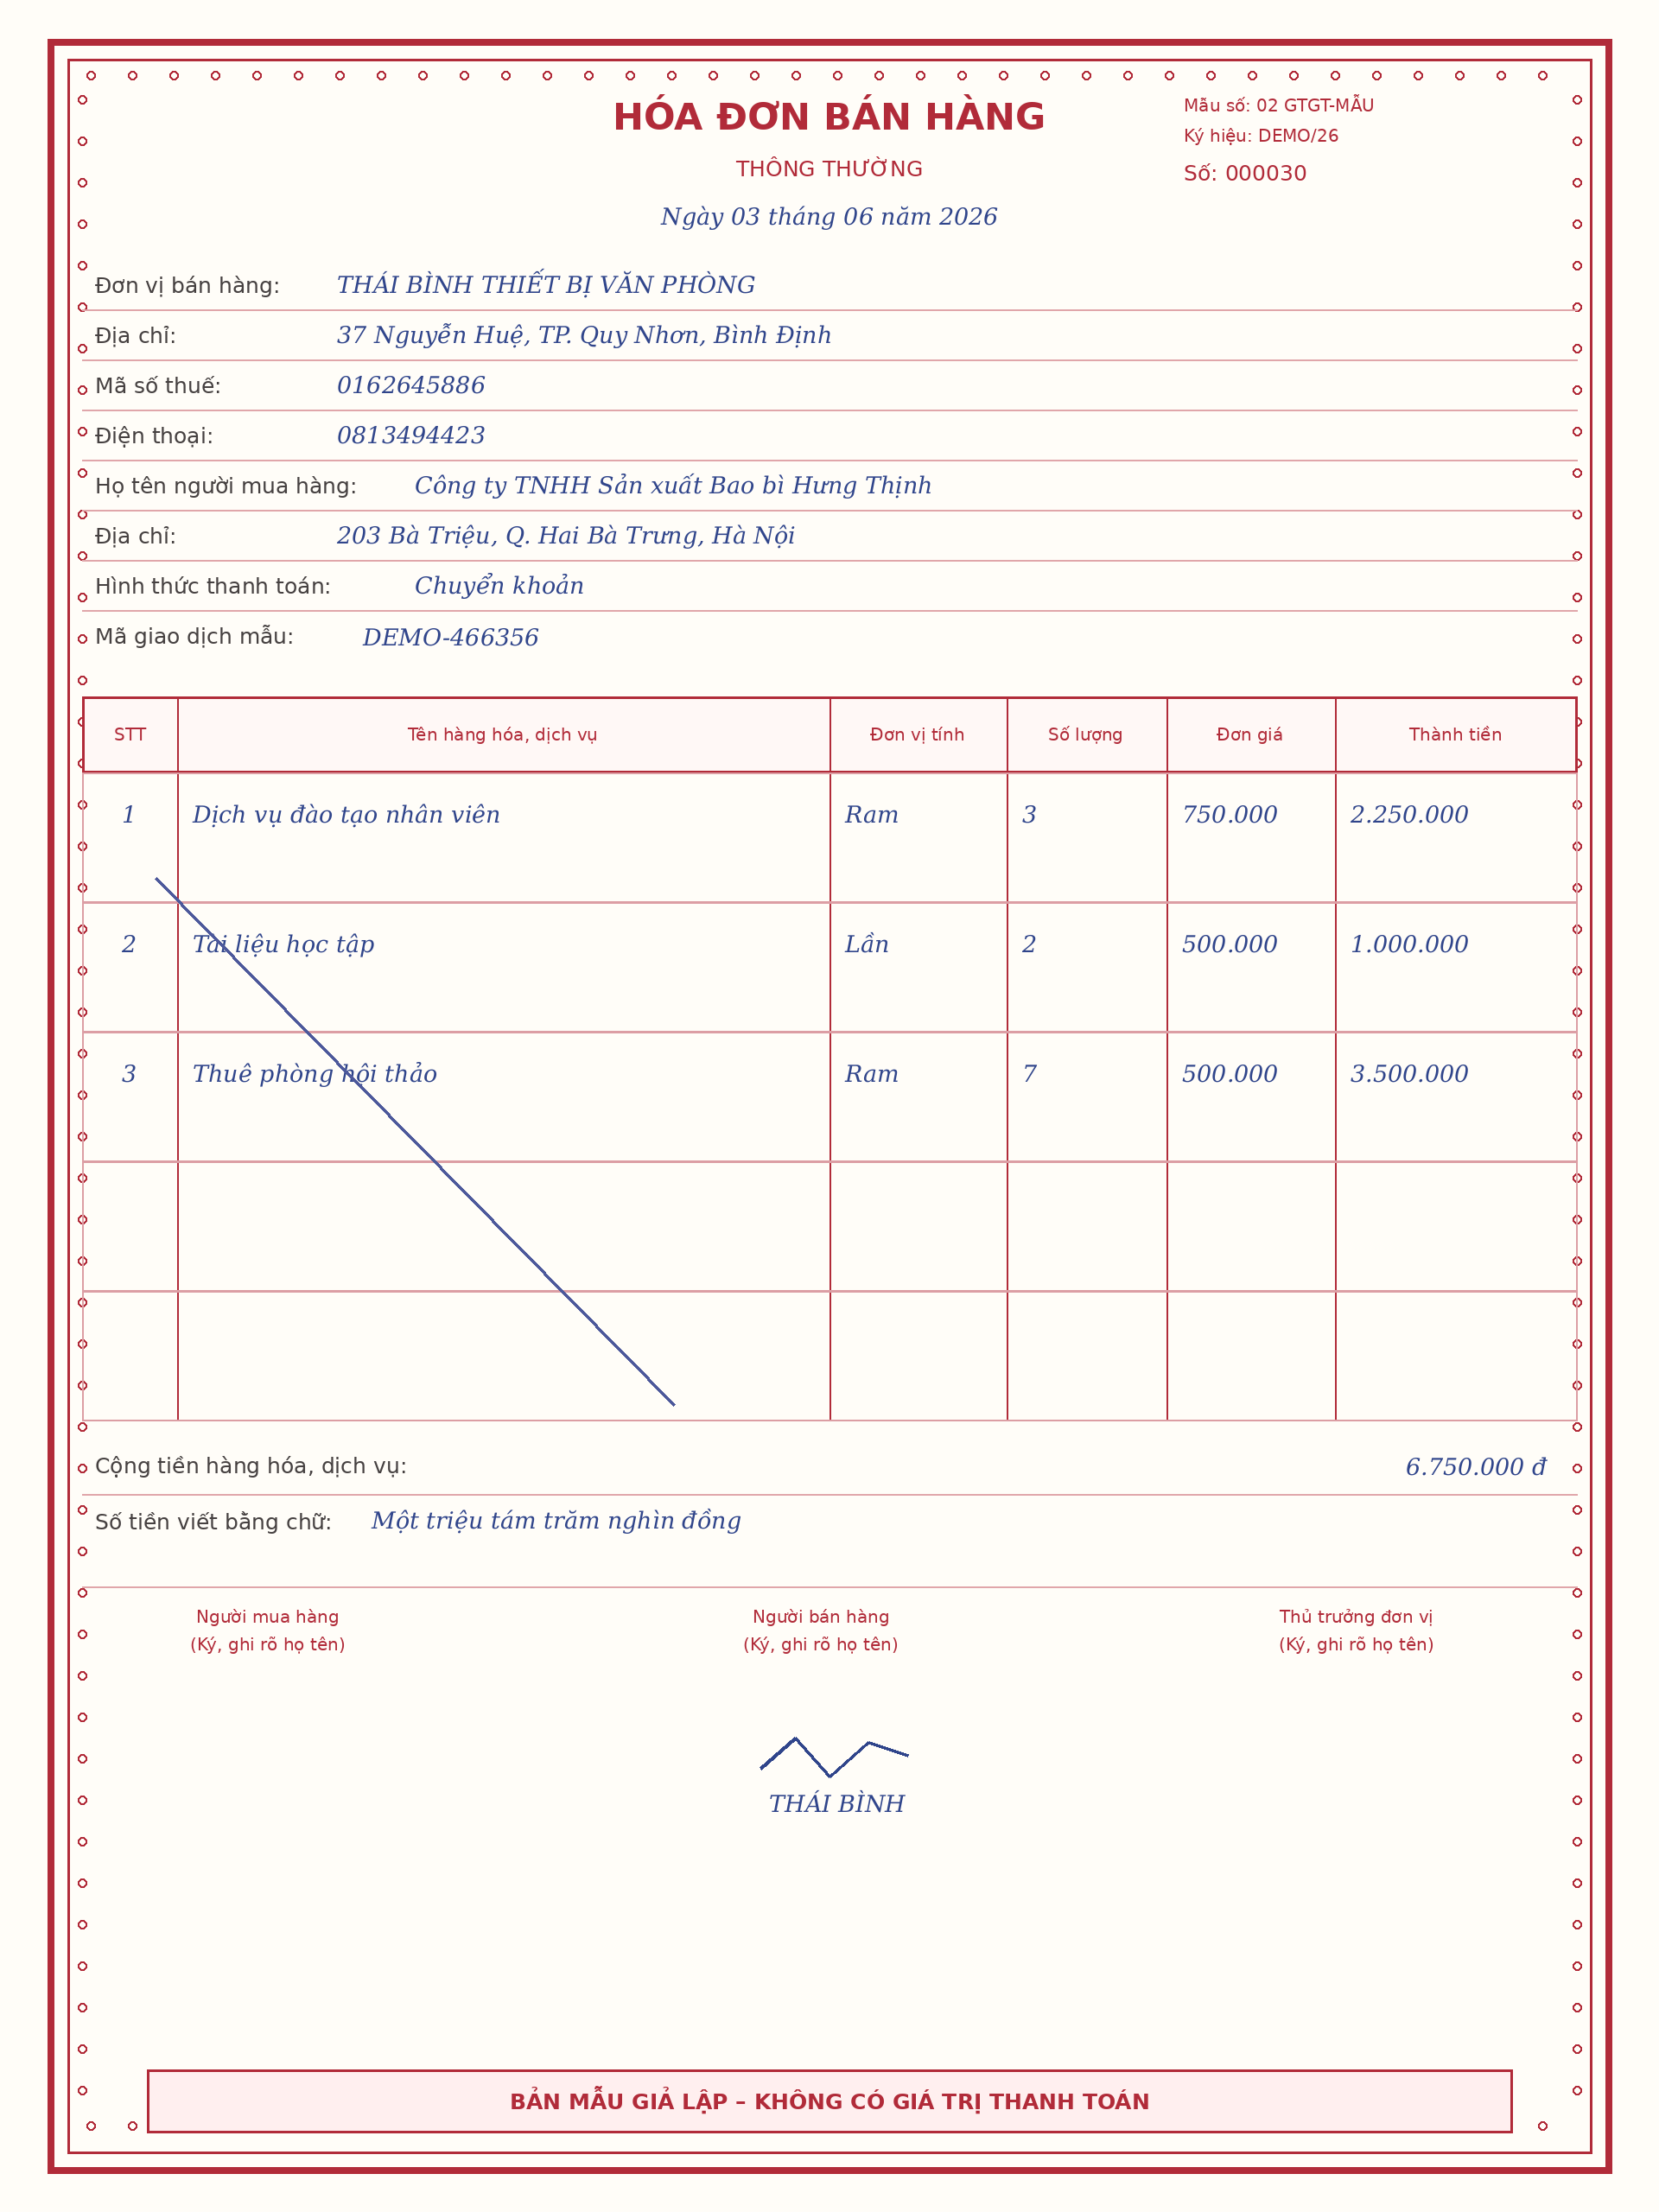 HÓA ĐƠN BÁN HÀNG
Mẫu số: 02 GTGT-MẪU
Ký hiệu: DEMO/26
THÔNG THƯỜNG
Số: 000030
Ngày 03 tháng 06 năm 2026
Đơn vị bán hàng: THÁI BÌNH THIẾT BỊ VĂN PHÒNG
Địa chỉ: 37 Nguyễn Huệ, TP. Quy Nhơn, Bình Định
Mã số thuế: 0162645886
Điện thoại: 0813494423
Họ tên người mua hàng: Công ty TNHH Sản xuất Bao bì Hưng Thịnh
Địa chỉ: 203 Bà Triệu, Q. Hai Bà Trưng, Hà Nội
Hình thức thanh toán: Chuyển khoản
Mã giao dịch mẫu: DEMO-466356
STT Tên hàng hóa, dịch vụ Đơn vị tính Số lượng Đơn giá Thành tiền
1 Dịch vụ đào tạo nhân viên Ram 3 750.000 2.250.000
2 Tài liệu học tập Lần 2 500.000 1.000.000
3 Thuê phòng hội thảo Ram 7 500.000 3.500.000
Cộng tiền hàng hóa, dịch vụ: 6.750.000 đ
Số tiền viết bằng chữ: Một triệu tám trăm nghìn đồng
Người mua hàng Người bán hàng Thủ trưởng đơn vị
(Ký, ghi rõ họ tên) (Ký, ghi rõ họ tên) (Ký, ghi rõ họ tên)
THÁI BÌNH
BẢN MẪU GIẢ LẬP – KHÔNG CÓ GIÁ TRỊ THANH TOÁN